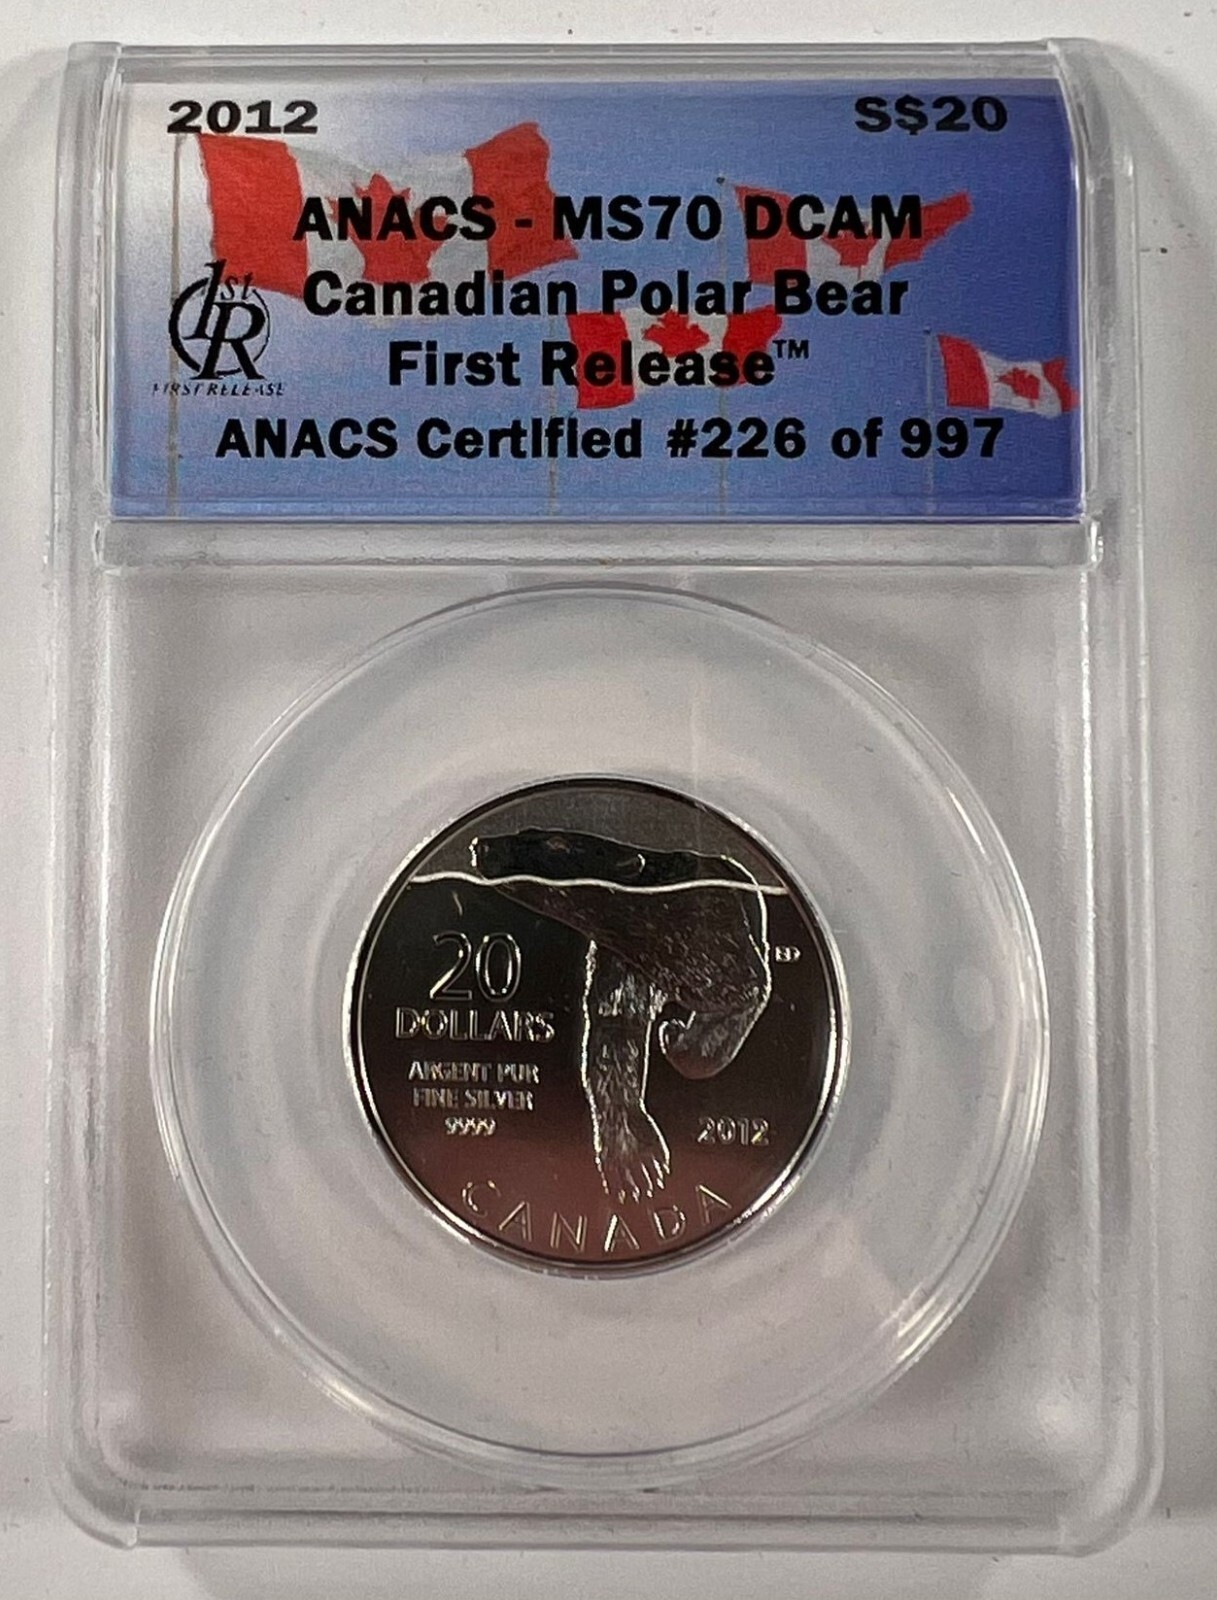 2012 S$20
ANACS - MS70 DCAM
Canadian Polar Bear
First Release™
ANACS Certified #226 of 997
1st
R
FIRST RELEASE
20
DOLLARS
ARGENT PUR
FINE SILVER
9999
2012
CANADA